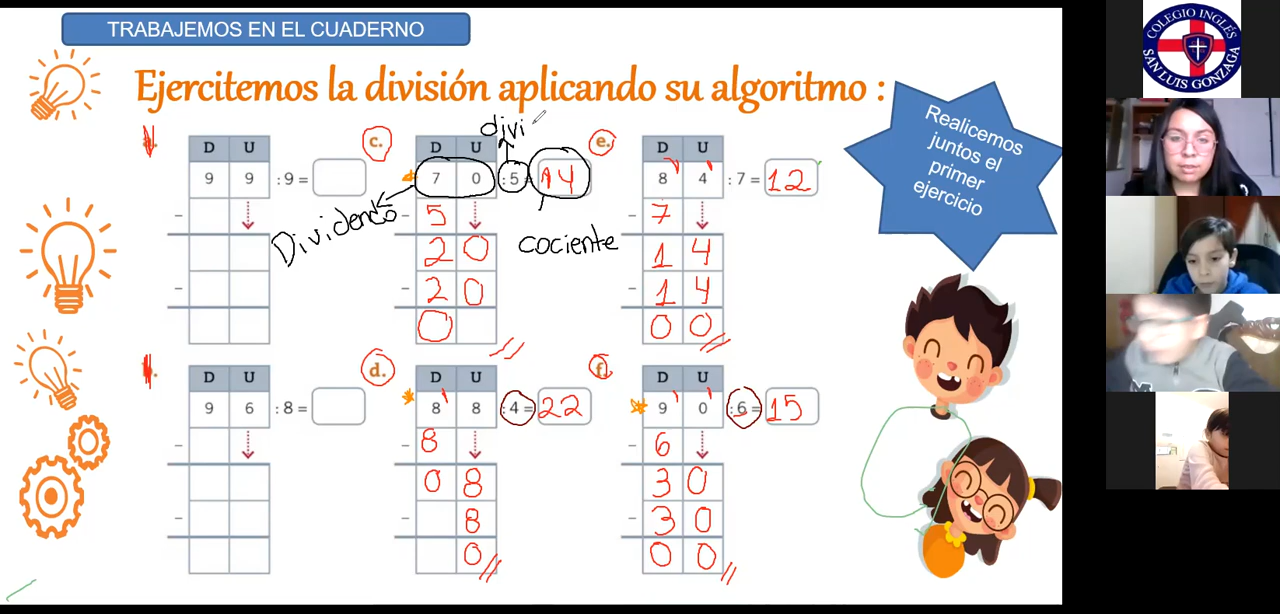 TRABAJEMOS EN EL CUADERNO
Ejercitemos la división aplicando su algoritmo :
Realicemos
juntos el
primer
ejercicio
COLEGIO INGLÉS
SAN LUIS GONZAGA
D U
9 9 : 9 =
-
-
c.
divi
D U
7 0 : 5 = 14
Dividendo
cociente
- 5
2 0
- 2 0
0
e.
D U
8 4 : 7 = 12
- 7
1 4
- 1 4
0 0
D U
9 6 : 8 =
-
-
d.
D U
8 8 : 4 = 22
- 8
0 8
- 8
0
f.
D U
9 0 : 6 = 15
- 6
3 0
- 3 0
0 0